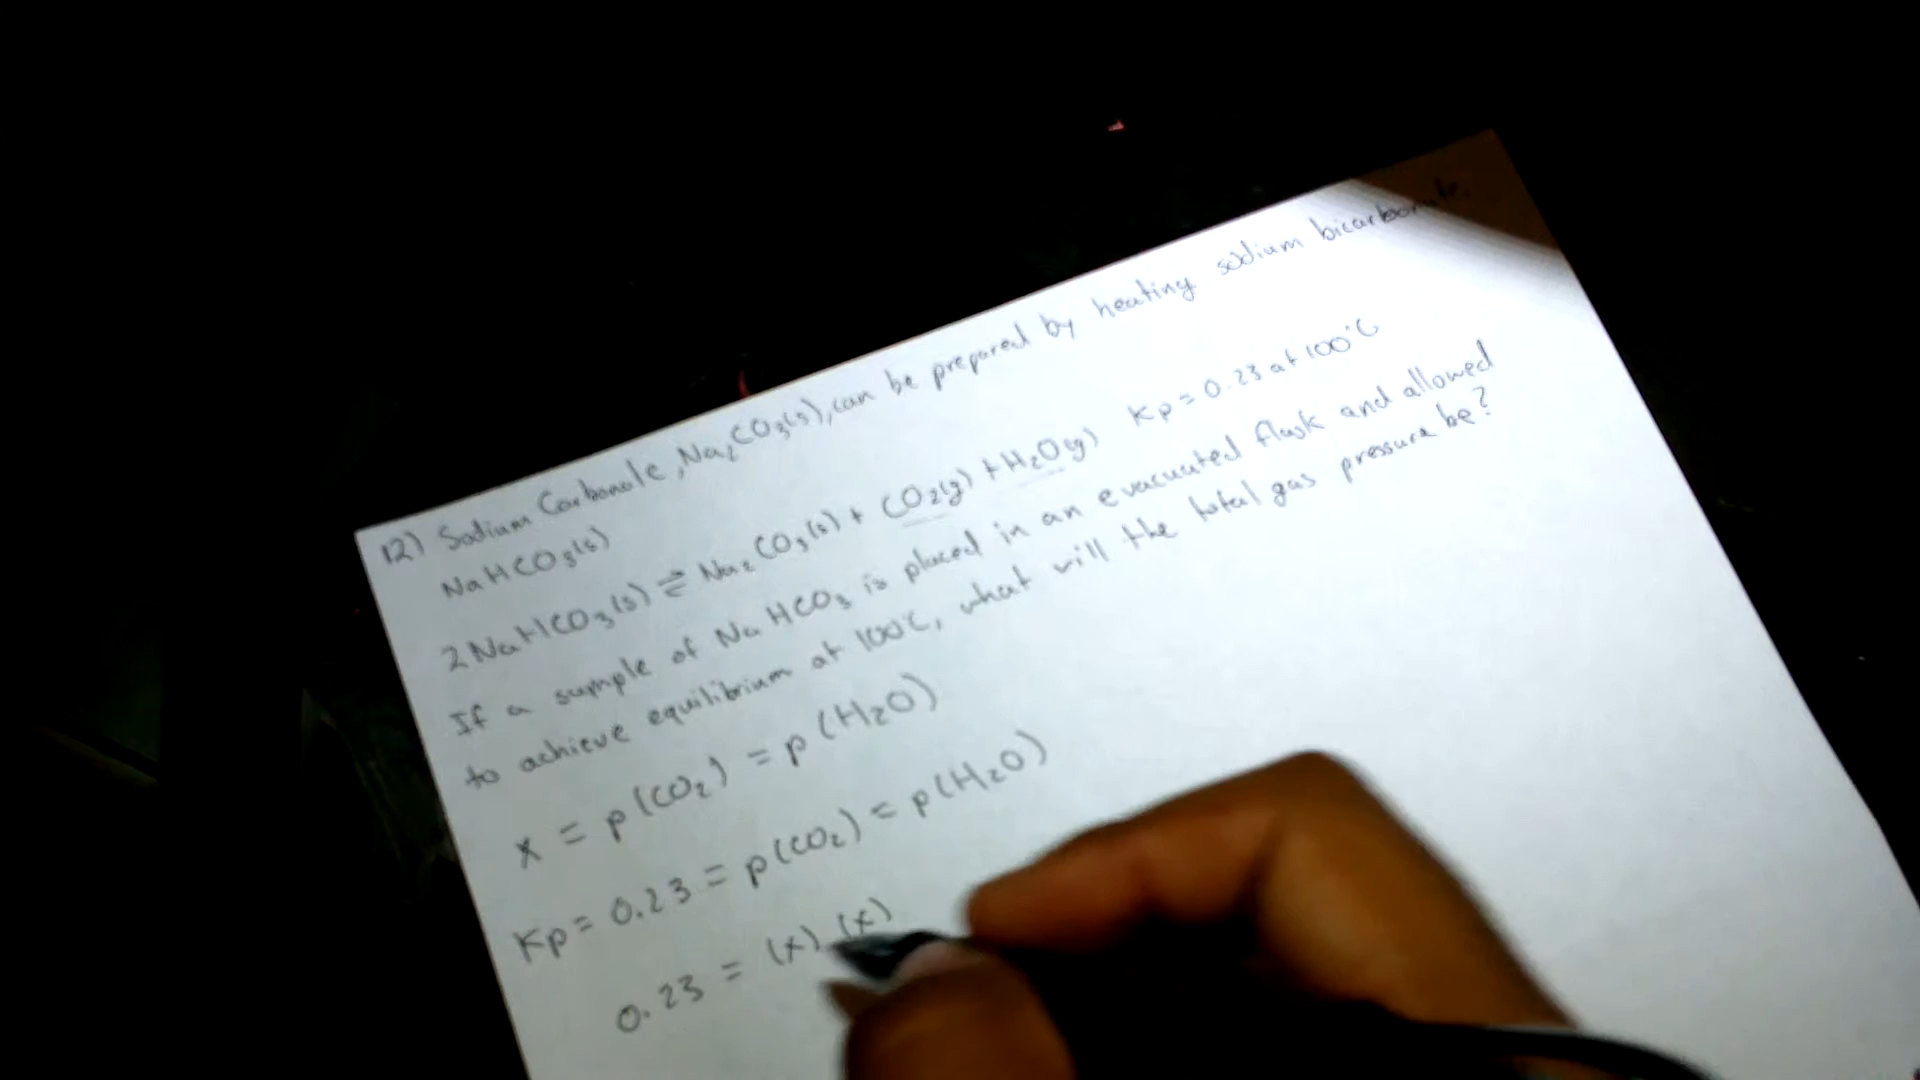 12) Sodium Carbonate, Na₂CO₃(s), can be prepared by heating sodium bicarbonate,
NaHCO₃(s)
2NaHCO₃(s) ⇌ Na₂CO₃(s) + CO₂(g) + H₂O(g) Kp = 0.23 at 100°C
If a sample of NaHCO₃ is placed in an evacuated flask and allowed
to achieve equilibrium at 100°C, what will the total gas pressure be?
x = p(CO₂) = p(H₂O)
Kp = 0.23 = p(CO₂) = p(H₂O)
0.23 = (x) (x)